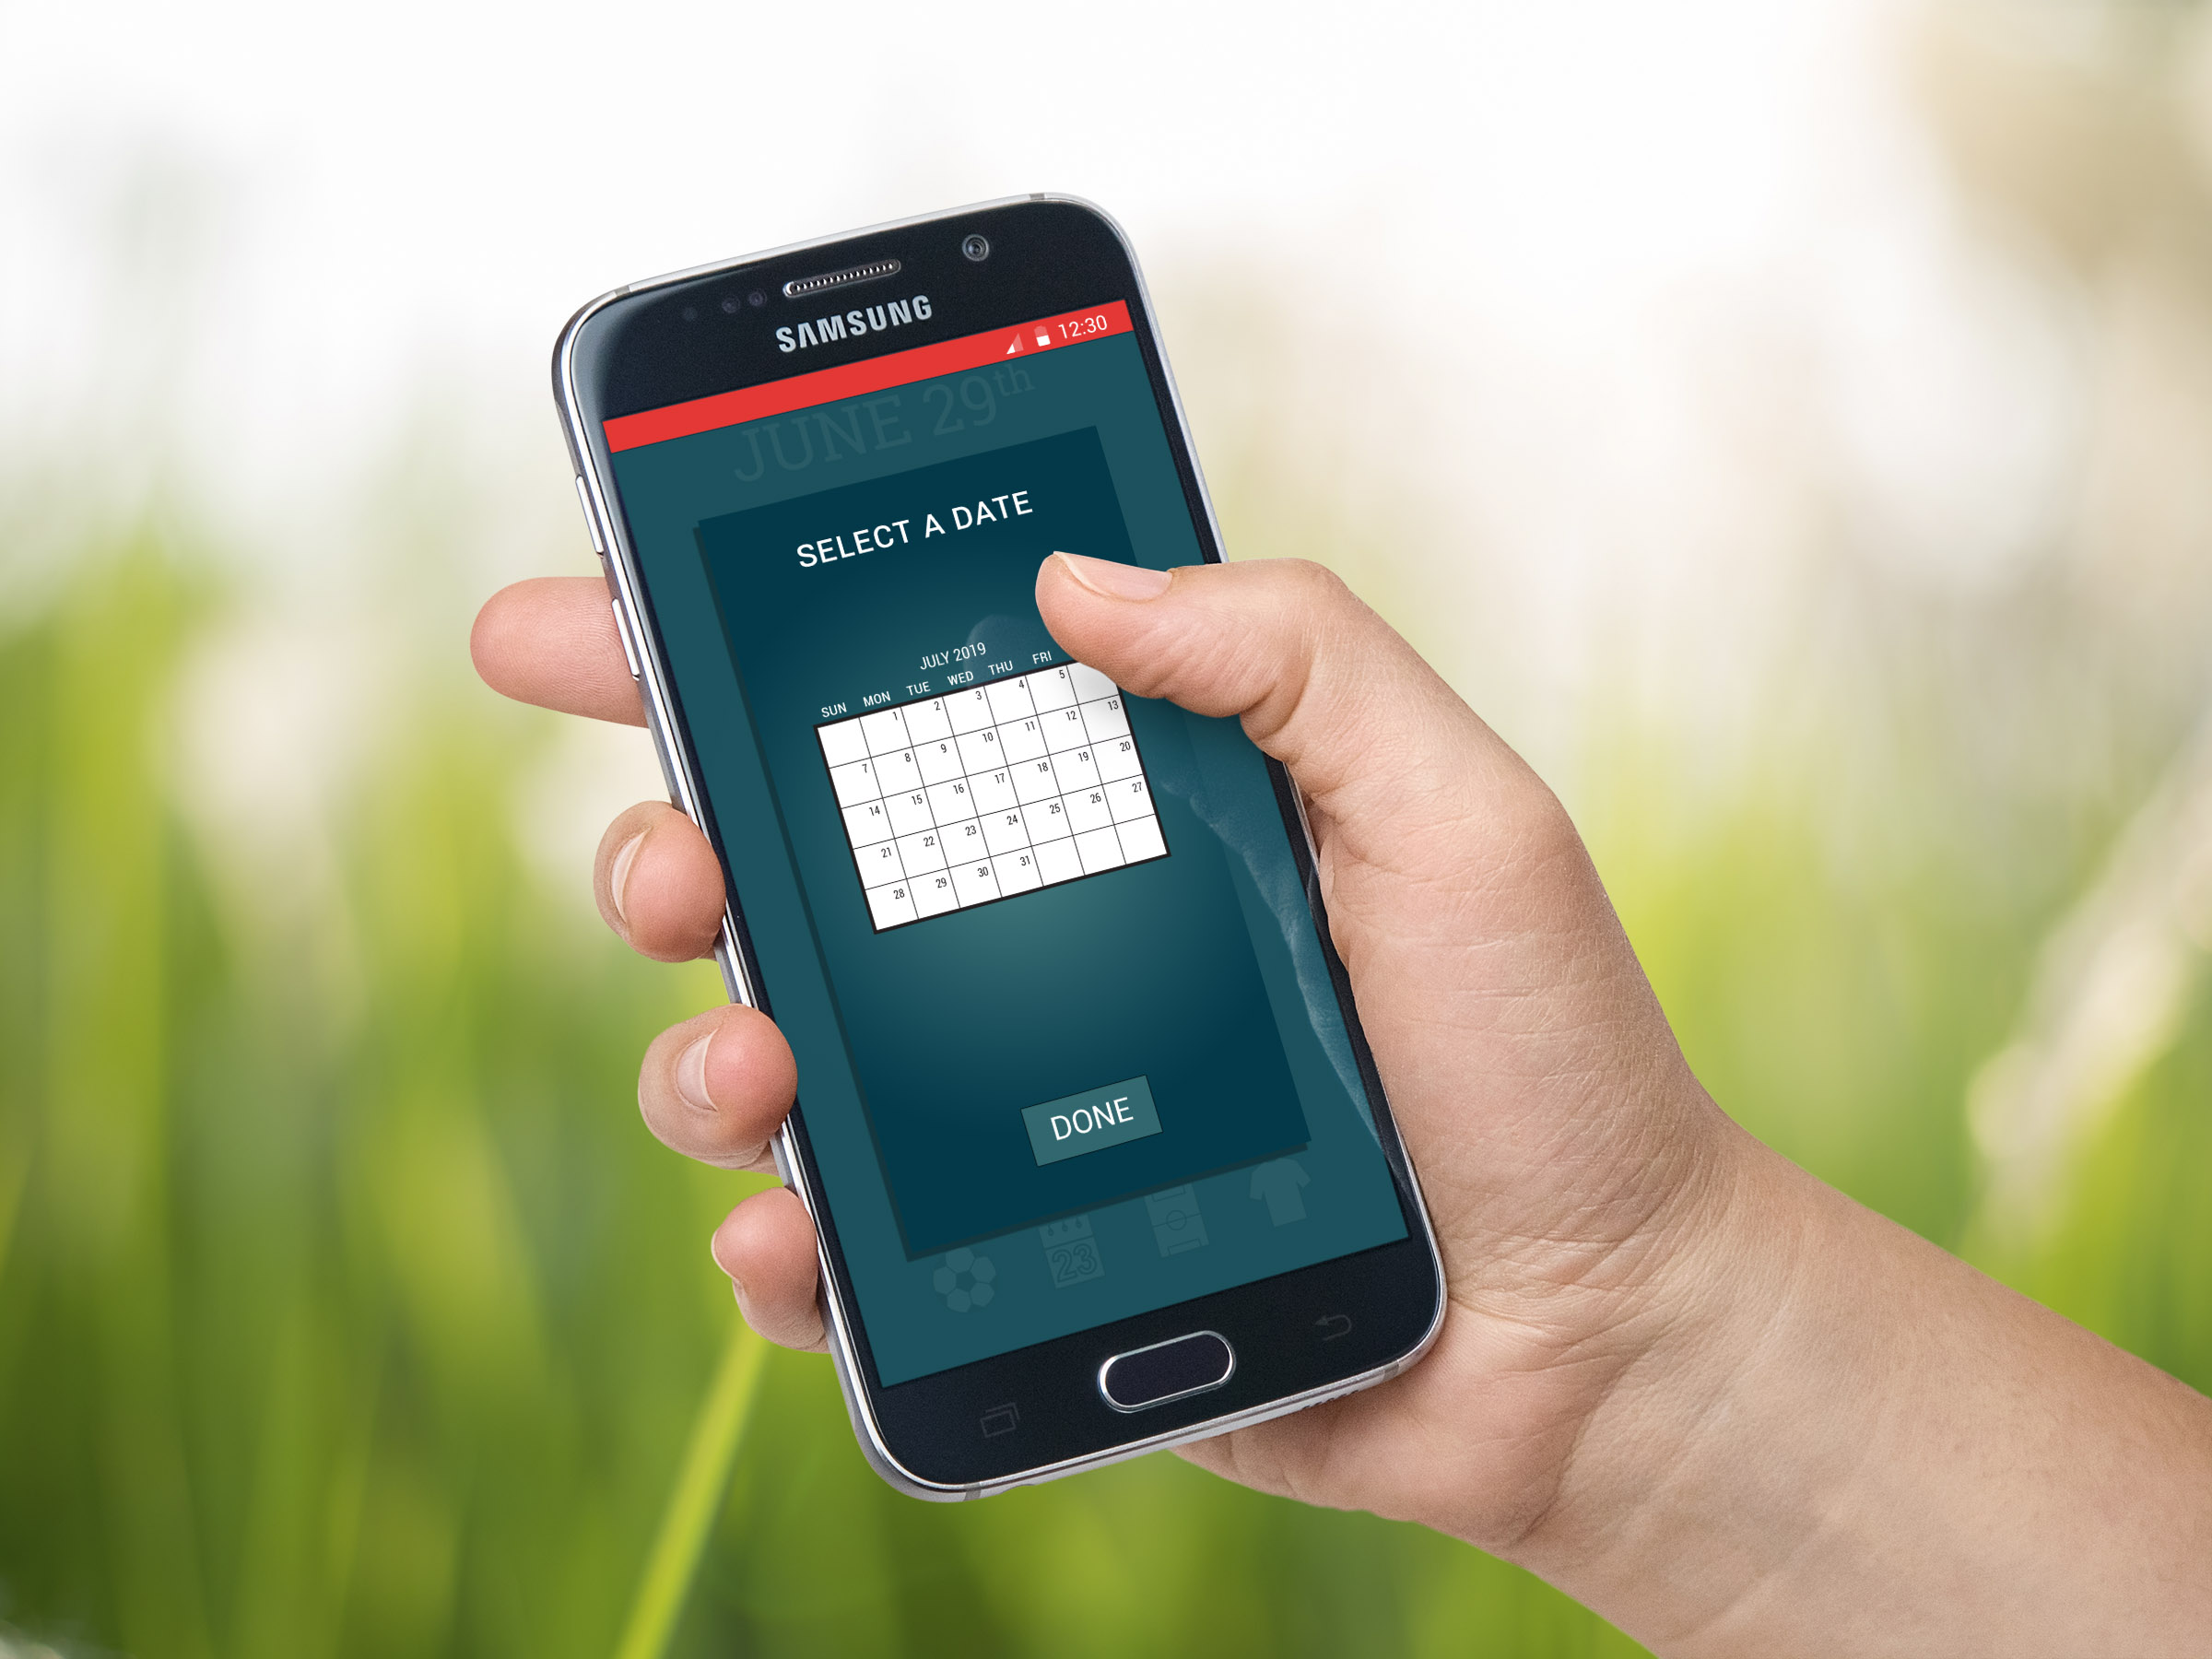 SAMSUNG
12:30
JUNE 29th
SELECT A DATE
JULY 2019
SUN MON TUE WED THU FRI
1 2 3 4 5
7 8 9 10 11 12 13
14 15 16 17 18 19 20
21 22 23 24 25 26 27
28 29 30 31
DONE
23